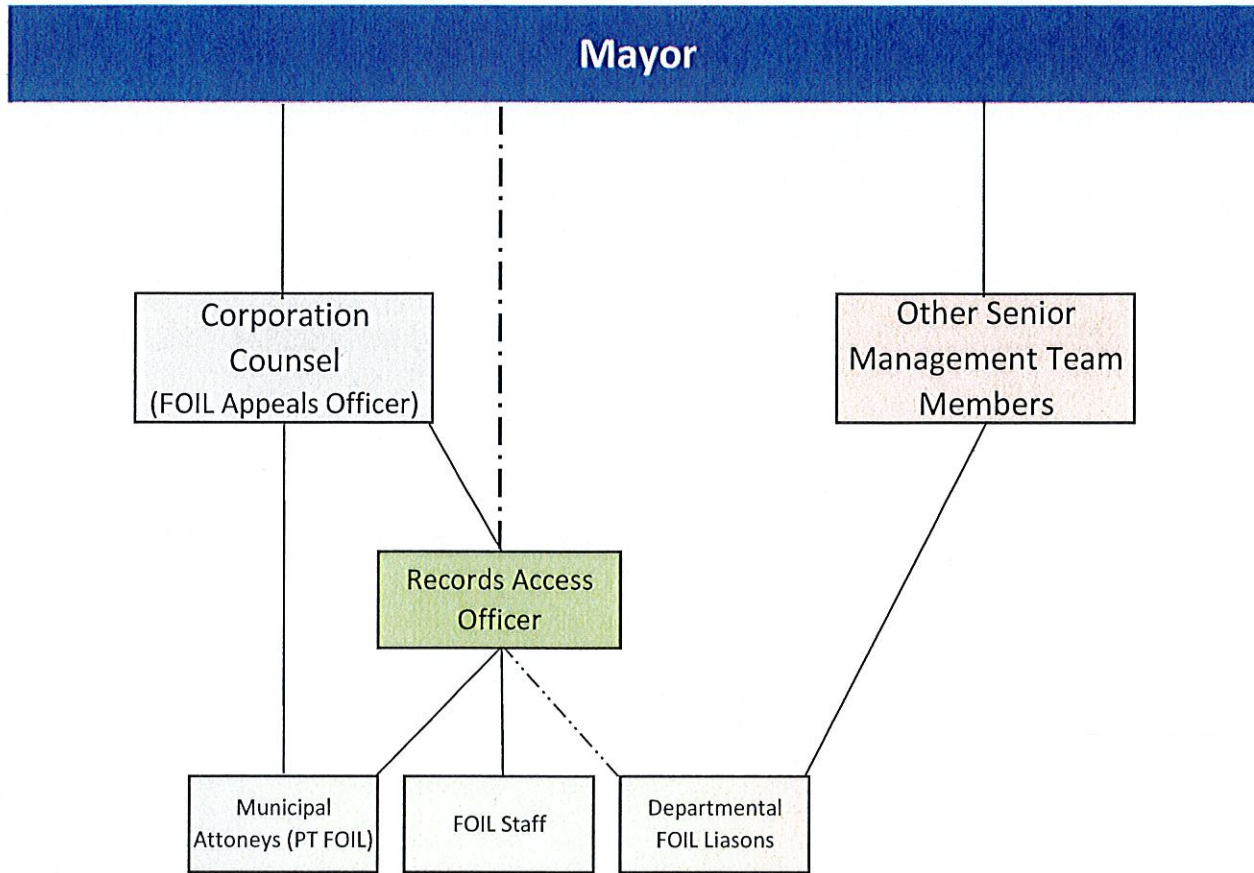 Mayor
Corporation
Counsel
(FOIL Appeals Officer)
Other Senior
Management Team
Members
Records Access
Officer
Municipal
Attoneys (PT FOIL)
FOIL Staff
Departmental
FOIL Liasons